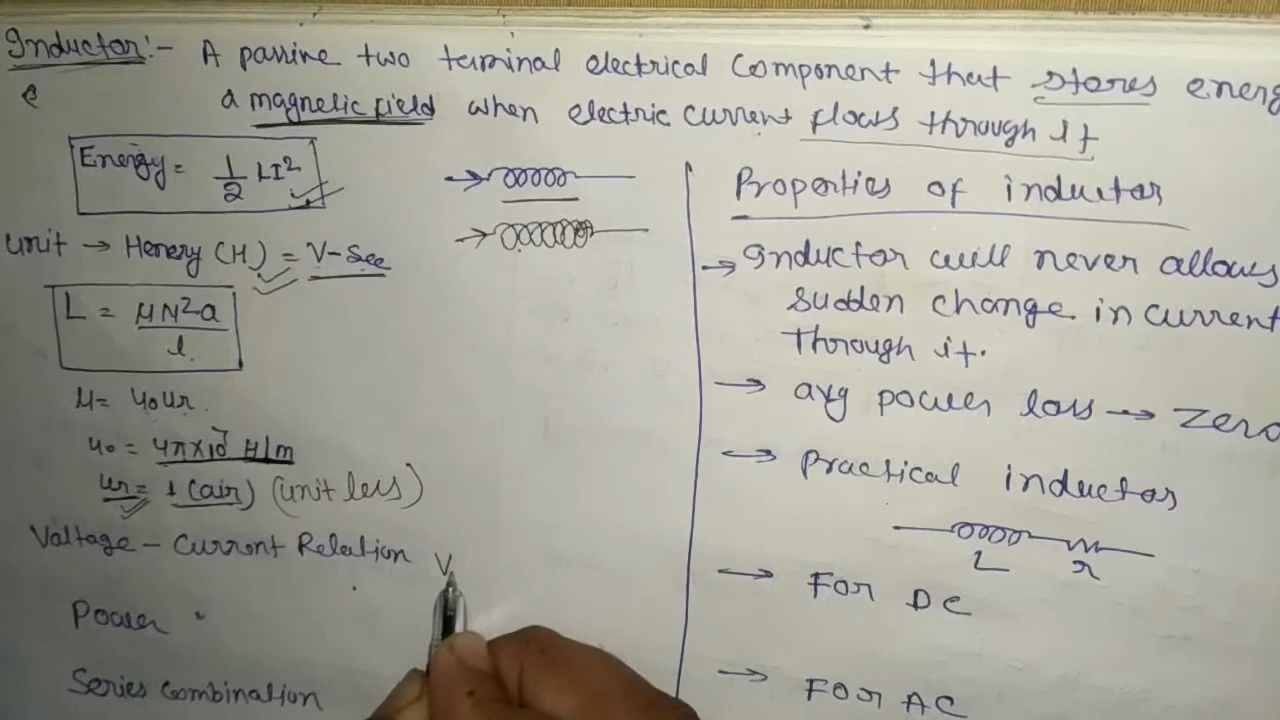 Inductor:- A passive two terminal electrical component that stores energ
a magnetic field when electric current flows through it
Energy = 1/2 LI²
Unit → Henery (H) = V-Sec
L = μN²a/l
μ = μ0μr
μ0 = 4π×10⁷ H/m
μr = 1 (air) (unit less)
Voltage - Current Relation V
Power
Series Combination
Properties of inductor
→ Inductor will never allows
sudden change in current
through it.
→ avg power loss → zero
→ Practical inductor
L r
→ For DC
→ For AC